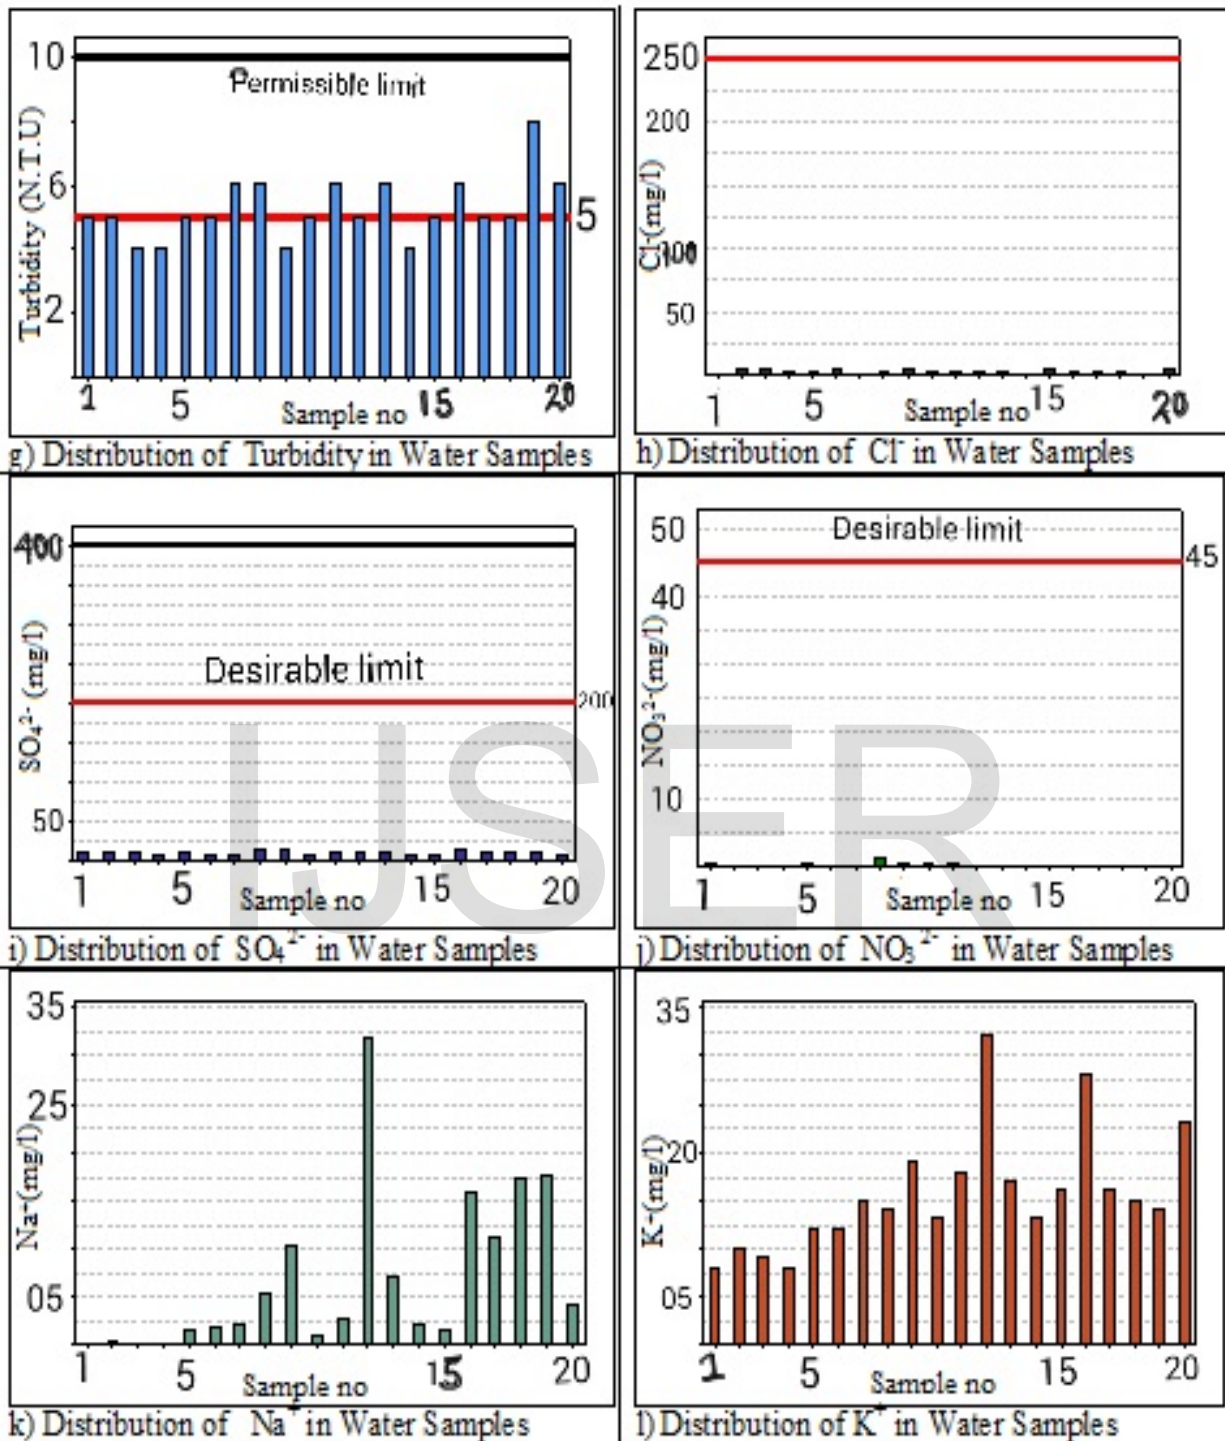 10
Permissible limit
Turbidity (N.T.U)
6
5
2
1
5
15
20
Sample no
g) Distribution of Turbidity in Water Samples
250
200
Cl-(mg/l)
100
50
1
5
15
20
Sample no
h) Distribution of Cl- in Water Samples
400
Desirable limit
200
SO₄²⁻ (mg/l)
50
1
5
15
20
Sample no
i) Distribution of SO₄²⁻ in Water Samples
50
Desirable limit
45
40
NO₃²⁻(mg/l)
10
1
5
15
20
Sample no
j) Distribution of NO₃²⁻ in Water Samples
IJSER
35
25
Na⁺(mg/l)
05
1
5
15
20
Sample no
k) Distribution of Na⁺ in Water Samples
35
20
K⁺(mg/l)
05
1
5
15
20
Sample no
l) Distribution of K⁺ in Water Samples